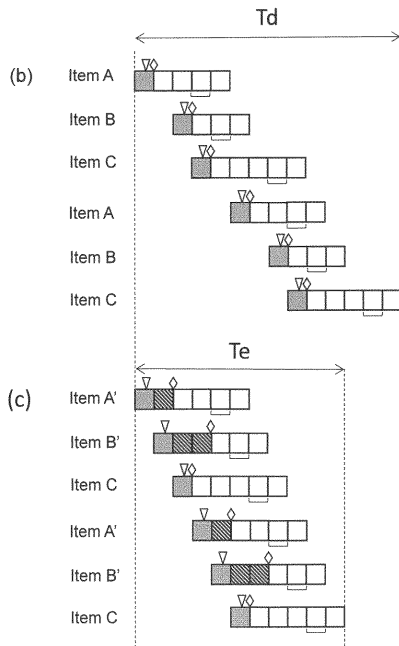 Td
(b) Item A
Item B
Item C
Item A
Item B
Item C
Te
(c) Item A'
Item B'
Item C
Item A'
Item B'
Item C